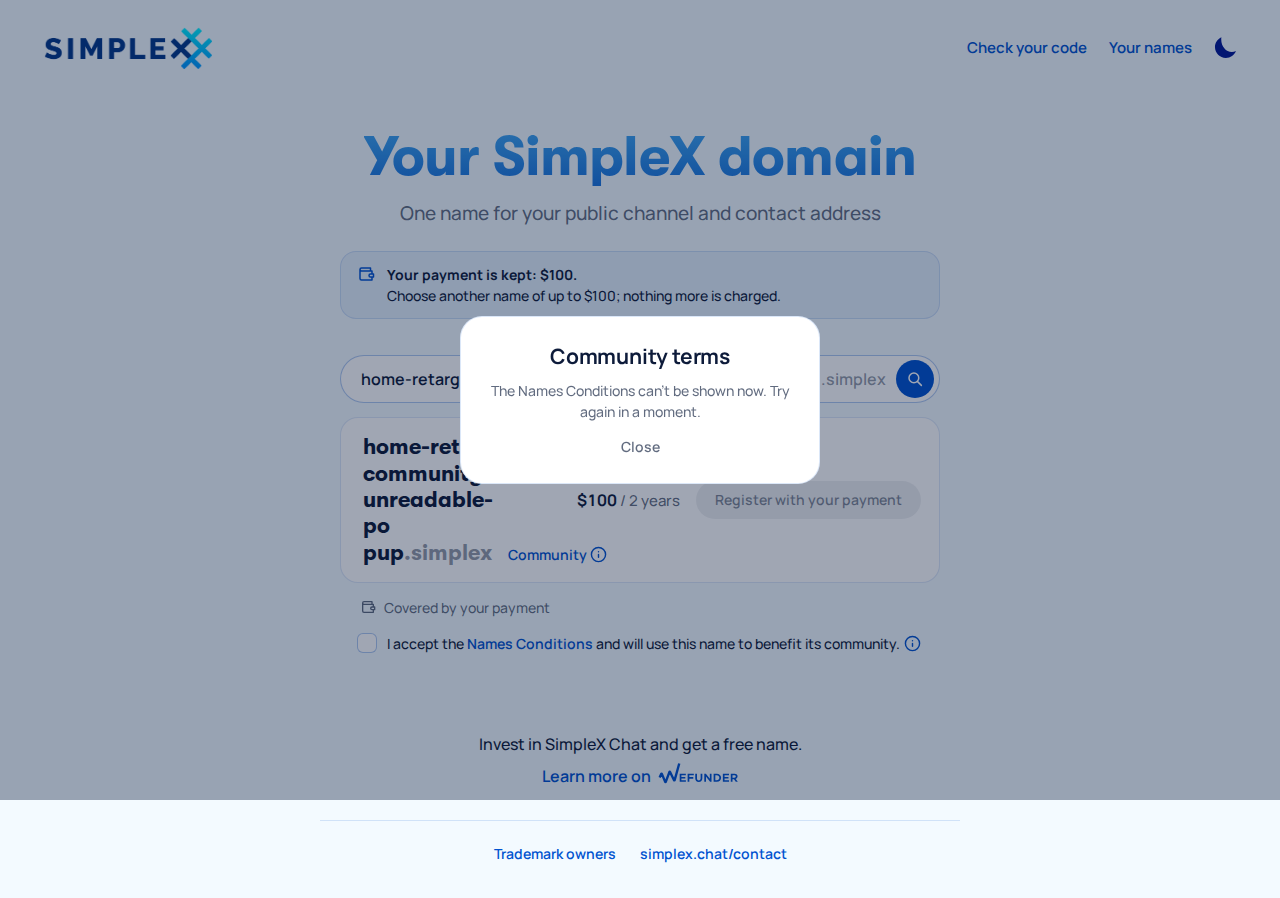 SIMPLEX
Check your code
Your names
Your SimpleX domain
One name for your public channel and contact address
Your payment is kept: $100.
Choose another name of up to $100; nothing more is charged.
home-retarg
.simplex
Community terms
The Names Conditions can't be shown now. Try
again in a moment.
Close
home-ret
community
unreadable-
po
pup.simplex
Community
$100 / 2 years
Register with your payment
Covered by your payment
I accept the Names Conditions and will use this name to benefit its community.
Invest in SimpleX Chat and get a free name.
Learn more on WEFUNDER
Trademark owners
simplex.chat/contact